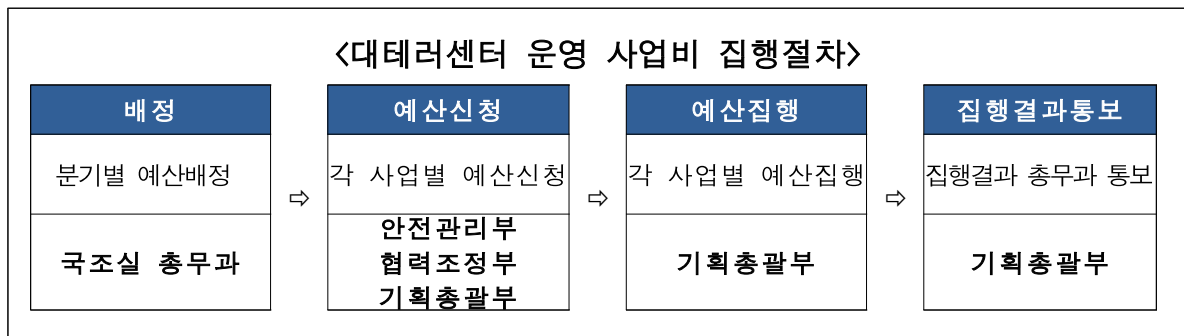 <대테러센터 운영 사업비 집행절차>
배정
분기별 예산배정
국조실 총무과
⇨
예산신청
각 사업별 예산신청
안전관리부
협력조정부
기획총괄부
⇨
예산집행
각 사업별 예산집행
기획총괄부
⇨
집행결과통보
집행결과 총무과 통보
기획총괄부